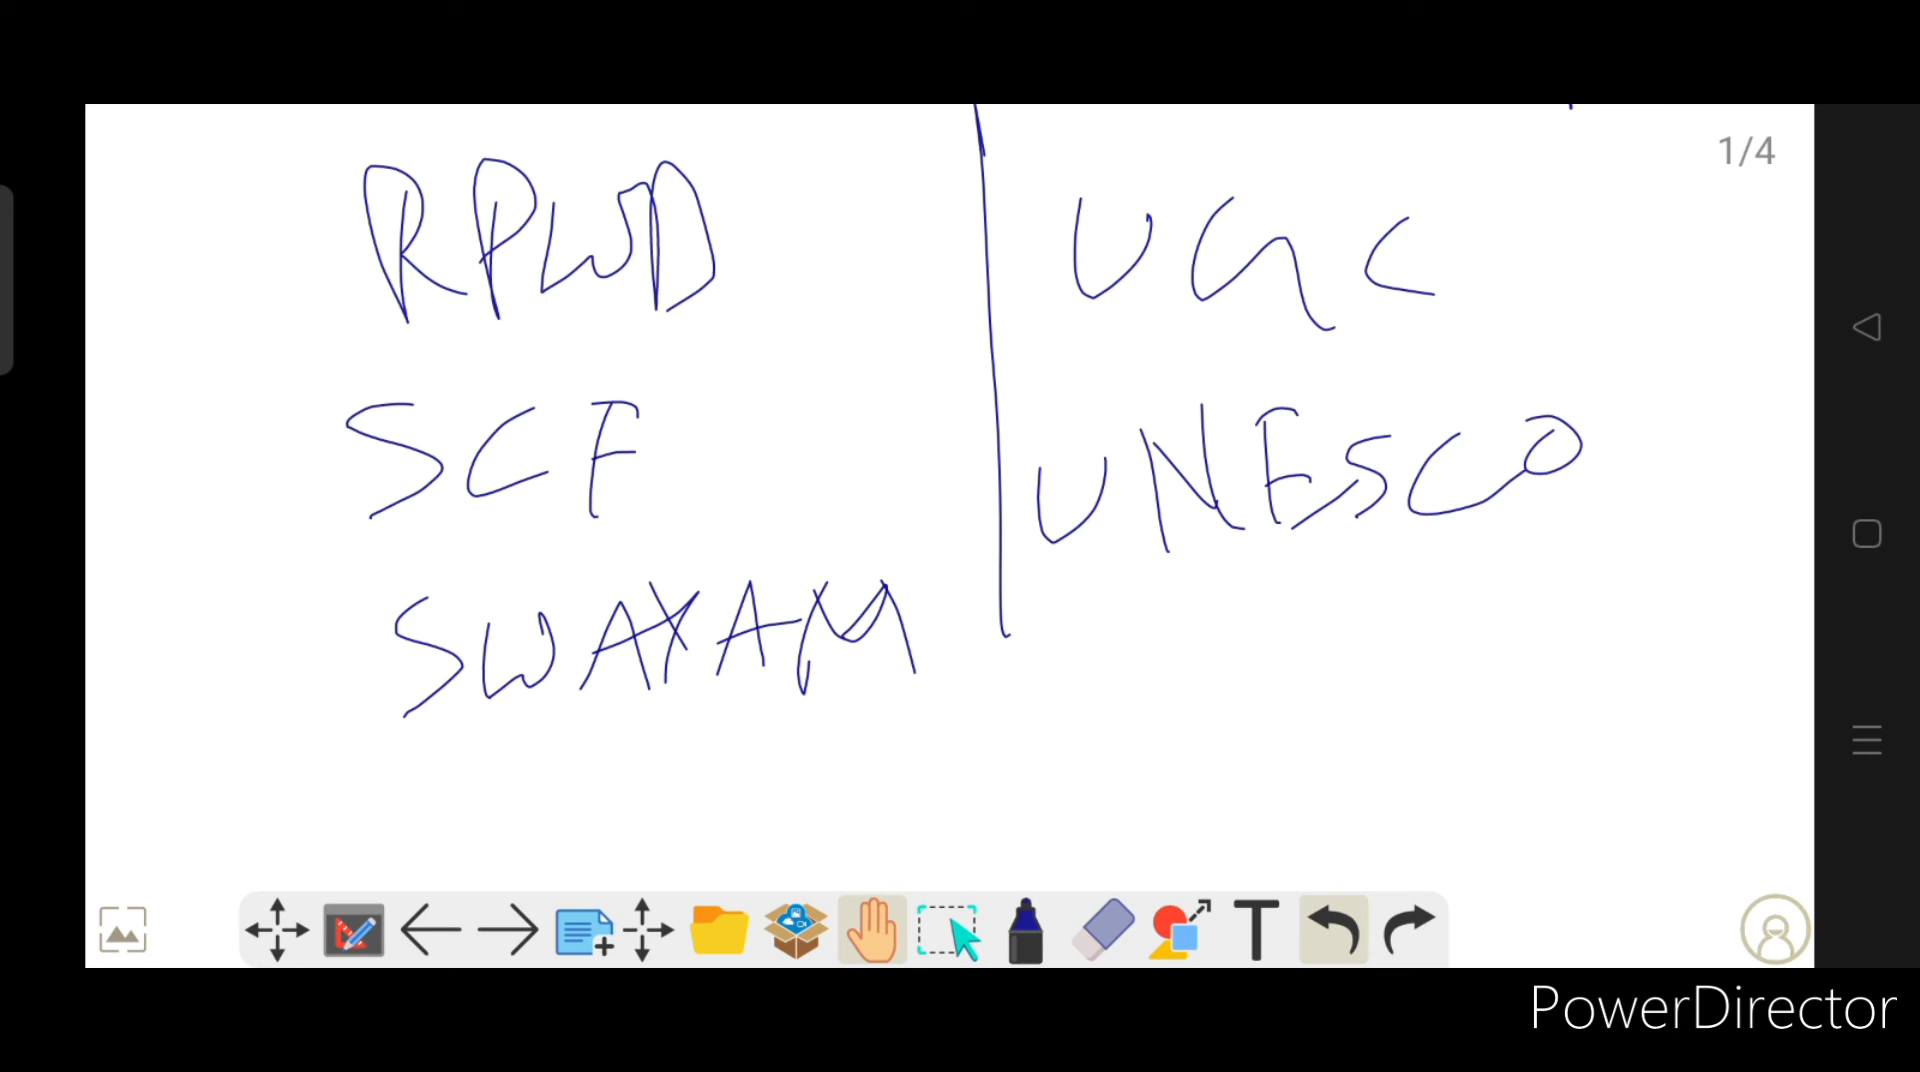 1/4
RPWD
UGC
SCF
UNESCO
SWAYAM
T
PowerDirector